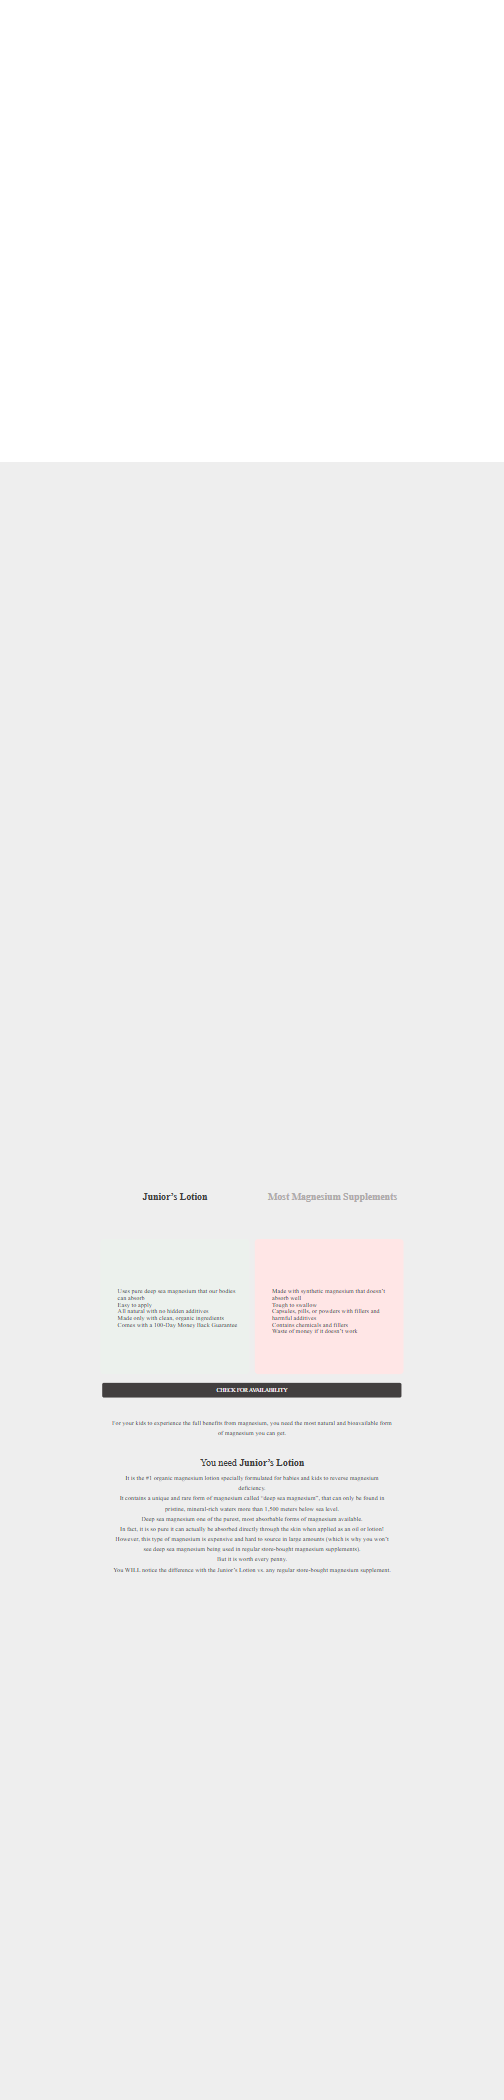 Junior's Lotion
Most Magnesium Supplements
Uses pure deep sea magnesium that our bodies
can absorb
Easy to apply
All natural with no hidden additives
Made only with clean, organic ingredients
Comes with a 100-Day Money Back Guarantee
Made with synthetic magnesium that doesn't
absorb well
Tough to swallow
Capsules, pills, or powders with fillers and
harmful additives
Contains chemicals and fillers
Waste of money if it doesn't work
CHECK FOR AVAILABILITY
For your kids to experience the full benefits from magnesium, you need the most natural and bioavailable form
of magnesium you can get.
You need Junior's Lotion
It is the #1 organic magnesium lotion specially formulated for babies and kids to reverse magnesium
deficiency.
It contains a unique and rare form of magnesium called "deep sea magnesium", that can only be found in
pristine, mineral-rich waters more than 1,500 meters below sea level.
Deep sea magnesium one of the purest, most absorbable forms of magnesium available.
In fact, it is so pure it can actually be absorbed directly through the skin when applied as an oil or lotion!
However, this type of magnesium is expensive and hard to source in large amounts (which is why you won't
see deep sea magnesium being used in regular store-bought magnesium supplements).
But it is worth every penny.
You WILL notice the difference with the Junior's Lotion vs. any regular store-bought magnesium supplement.